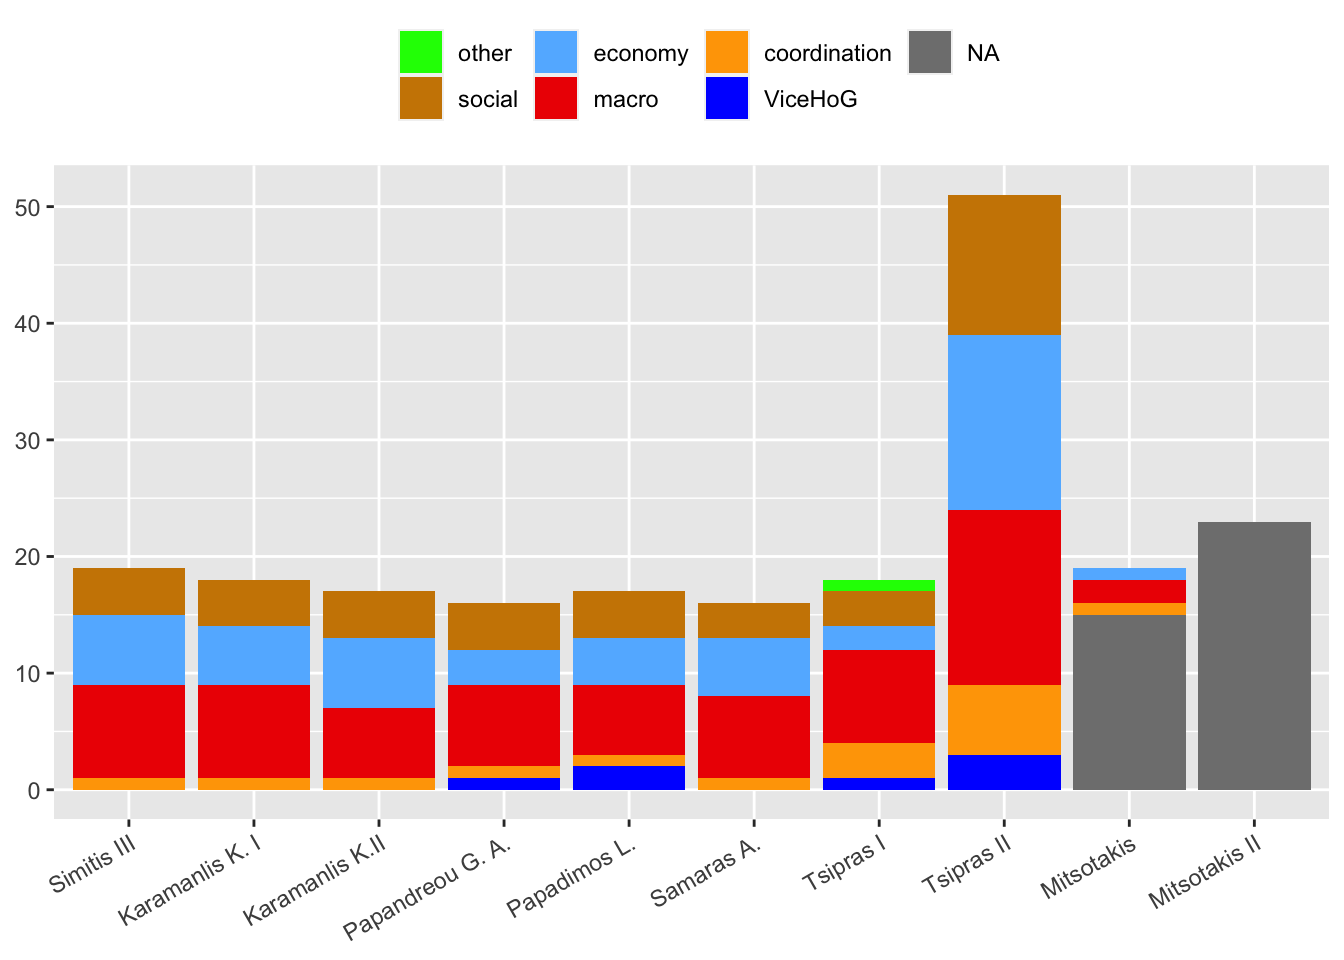 other economy coordination NA
social macro ViceHoG
50
40
30
20
10
0
Simitis III
Karamanlis K. I
Karamanlis K.II
Papandreou G. A.
Papadimos L.
Samaras A.
Tsipras I
Tsipras II
Mitsotakis
Mitsotakis II